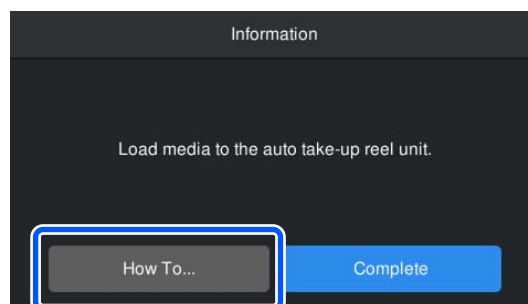 Information
Load media to the auto take-up reel unit.
How To...
Complete